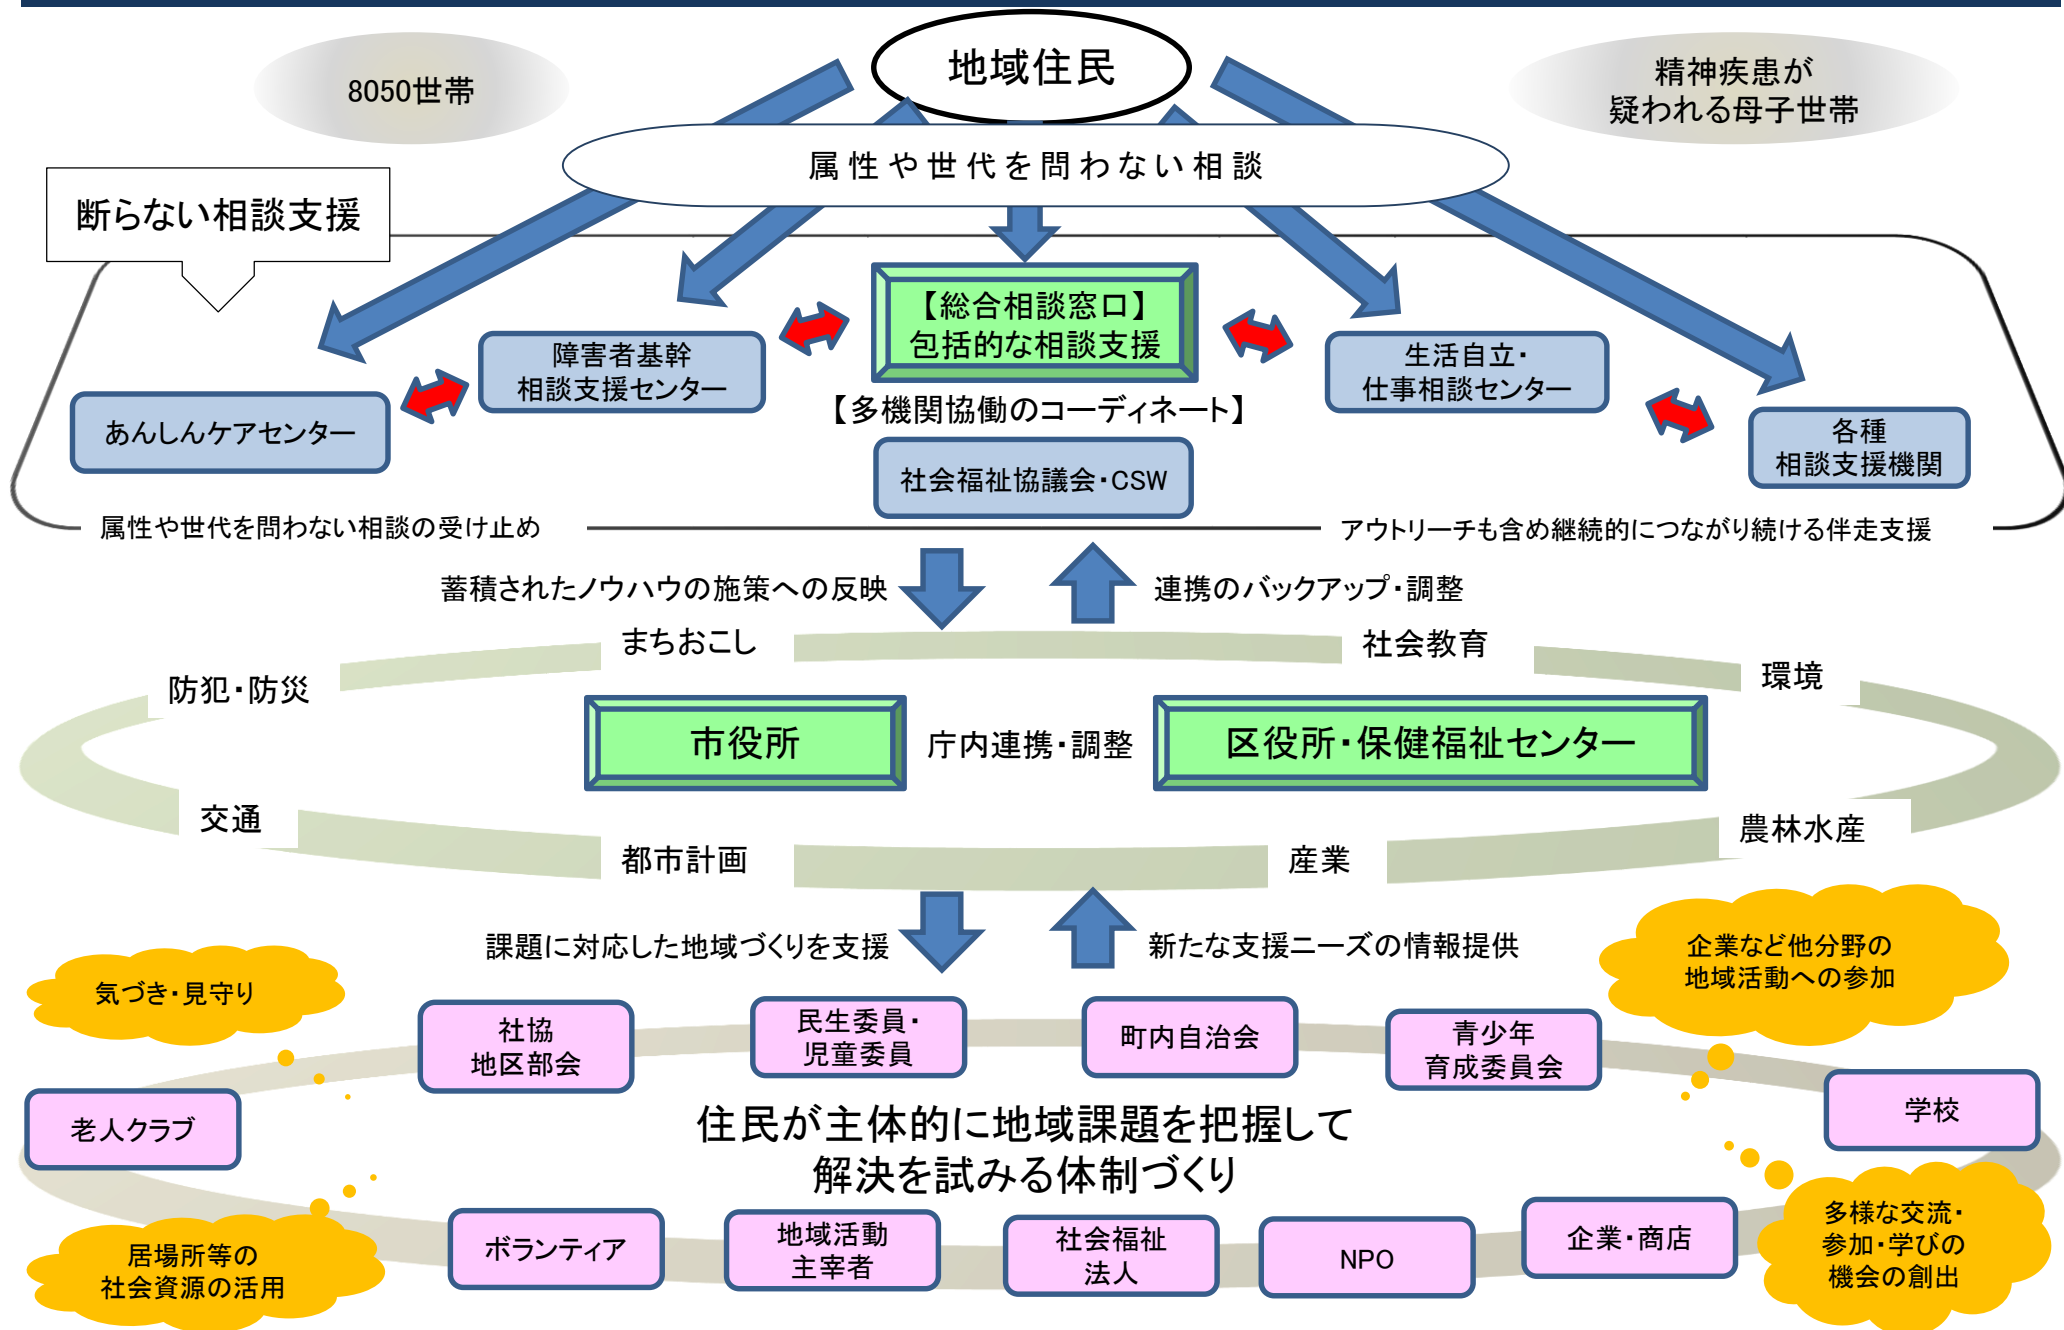 地域住民
8050世帯
精神疾患が
疑われる母子世帯
属性や世代を問わない相談
断らない相談支援
【総合相談窓口】
包括的な相談支援
障害者基幹
相談支援センター
生活自立・
仕事相談センター
【多機関協働のコーディネート】
あんしんケアセンター
各種
相談支援機関
社会福祉協議会・CSW
属性や世代を問わない相談の受け止め
アウトリーチも含め継続的につながり続ける伴走支援
蓄積されたノウハウの施策への反映
連携のバックアップ・調整
まちおこし
社会教育
防犯・防災
環境
市役所
庁内連携・調整
区役所・保健福祉センター
交通
農林水産
都市計画
産業
課題に対応した地域づくりを支援
新たな支援ニーズの情報提供
企業など他分野の
地域活動への参加
気づき・見守り
社協
地区部会
民生委員・
児童委員
町内自治会
青少年
育成委員会
老人クラブ
学校
住民が主体的に地域課題を把握して
解決を試みる体制づくり
居場所等の
社会資源の活用
ボランティア
地域活動
主宰者
社会福祉
法人
NPO
企業・商店
多様な交流・
参加・学びの
機会の創出